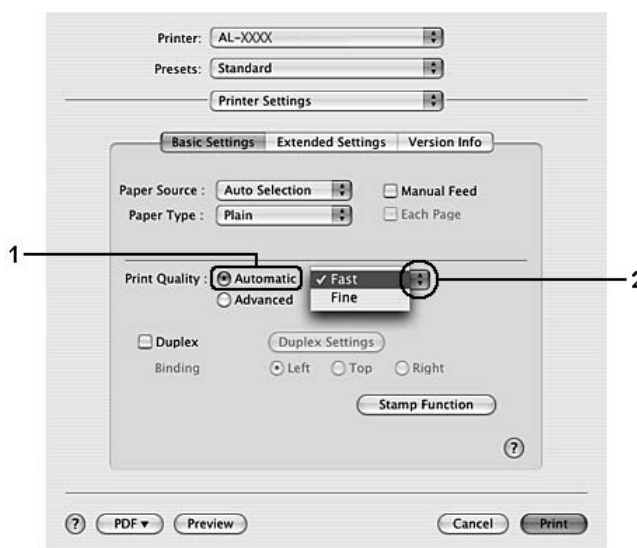 Printer: AL-XXXX
Presets: Standard
Printer Settings
Basic Settings Extended Settings Version Info
Paper Source : Auto Selection Manual Feed
Paper Type : Plain Each Page
1
Print Quality : Automatic ✓ Fast 2
Advanced Fine
Duplex Duplex Settings
Binding Left Top Right
Stamp Function
?
? PDF ▼ Preview Cancel Print